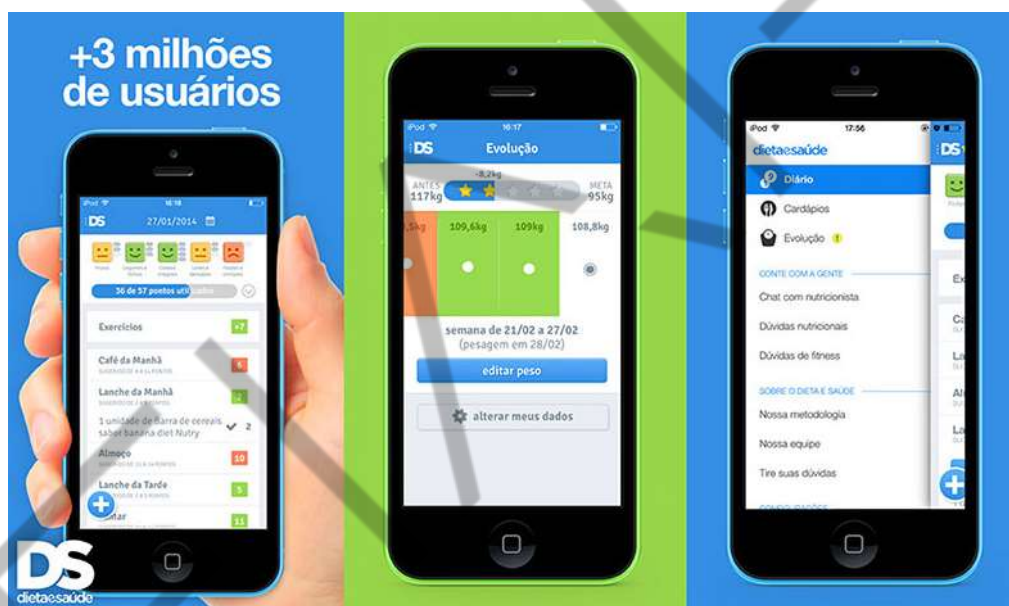 +3 milhões
de usuários
iPod
16:18
DS
27/01/2014
36 de 57 pontos utilizados
Exercícios
+7
Café da Manhã
6
Lanche da Manhã
1 unidade de Barra de cereais
sabor banana diet Nutry
2
Almoço
10
Lanche da Tarde
5
11
DS
dietaesaúde
iPod
16:17
DS
Evolução
-8,2kg
ANTES
117kg
META
95kg
109,6kg
109kg
108,8kg
semana de 21/02 a 27/02
(pesagem em 28/02)
editar peso
alterar meus dados
iPod
17:56
dietaesaúde
DS
Diário
Cardápios
Evolução
CONTE COM A GENTE
Chat com nutricionista
Dúvidas nutricionais
Dúvidas de fitness
SOBRE O DIETA E SAÚDE
Nossa metodologia
Nossa equipe
Tire suas dúvidas
Ex
Ca
La
Al
La